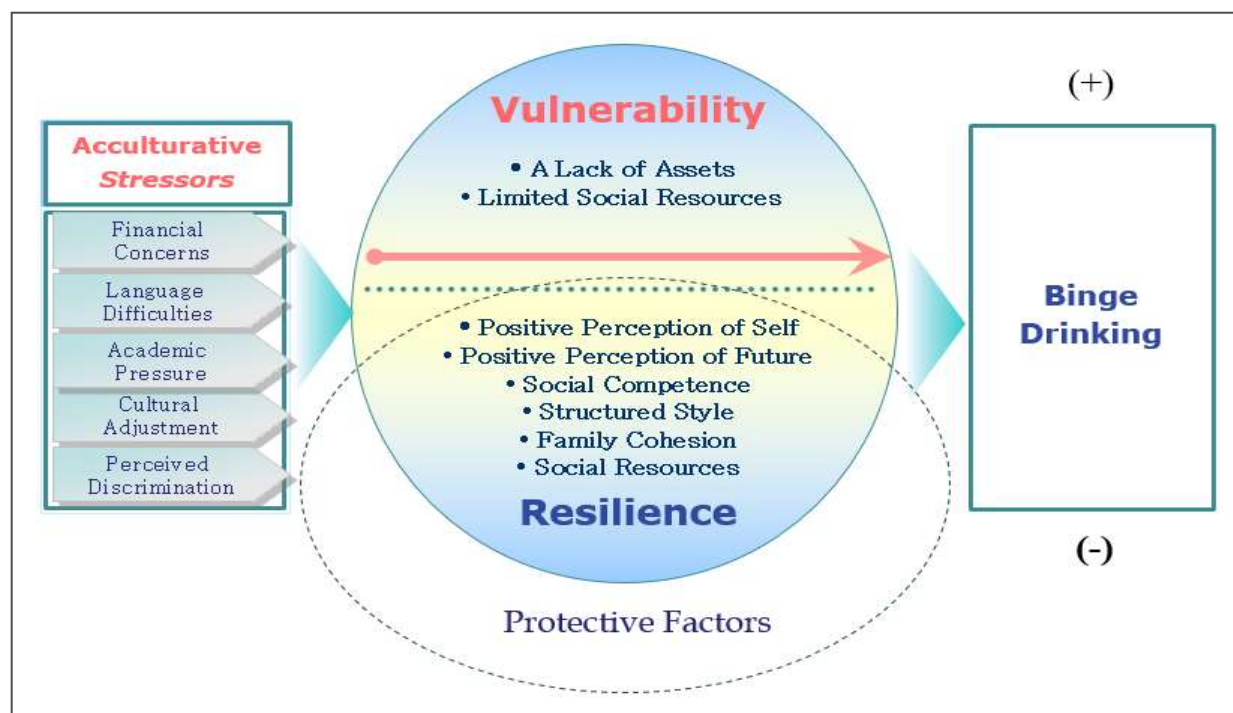 Acculturative
Stressors
Financial
Concerns
Language
Difficulties
Academic
Pressure
Cultural
Adjustment
Perceived
Discrimination
Vulnerability
• A Lack of Assets
• Limited Social Resources
• Positive Perception of Self
• Positive Perception of Future
• Social Competence
• Structured Style
• Family Cohesion
• Social Resources
Resilience
Protective Factors
(+)
Binge
Drinking
(-)